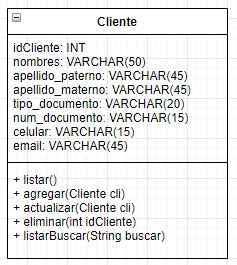 Cliente
idCliente: INT
nombres: VARCHAR(50)
apellido_paterno: VARCHAR(45)
apellido_materno: VARCHAR(45)
tipo_documento: VARCHAR(20)
num_documento: VARCHAR(15)
celular: VARCHAR(15)
email: VARCHAR(45)
+ listar()
+ agregar(Cliente cli)
+ actualizar(Cliente cli)
+ eliminar(int idCliente)
+ listarBuscar(String buscar)